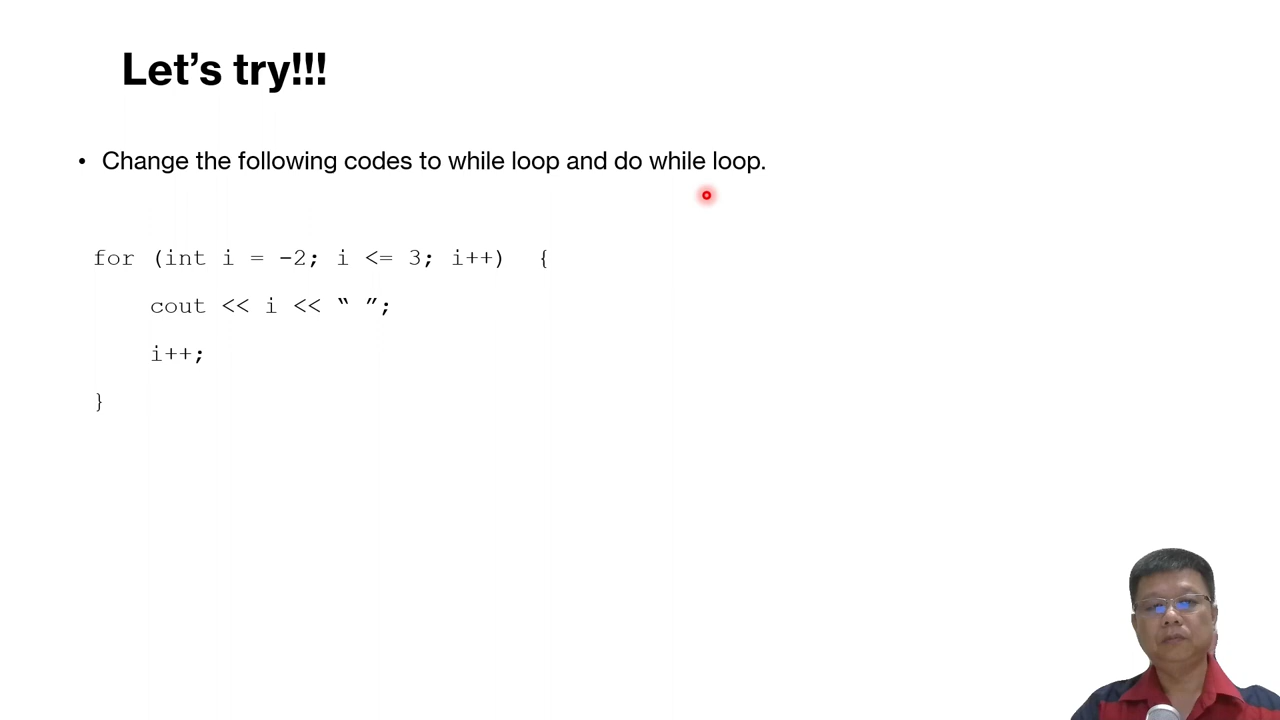 Let’s try!!!
• Change the following codes to while loop and do while loop.
for (int i = -2; i <= 3; i++) {
cout << i << “ ”;
i++;
}